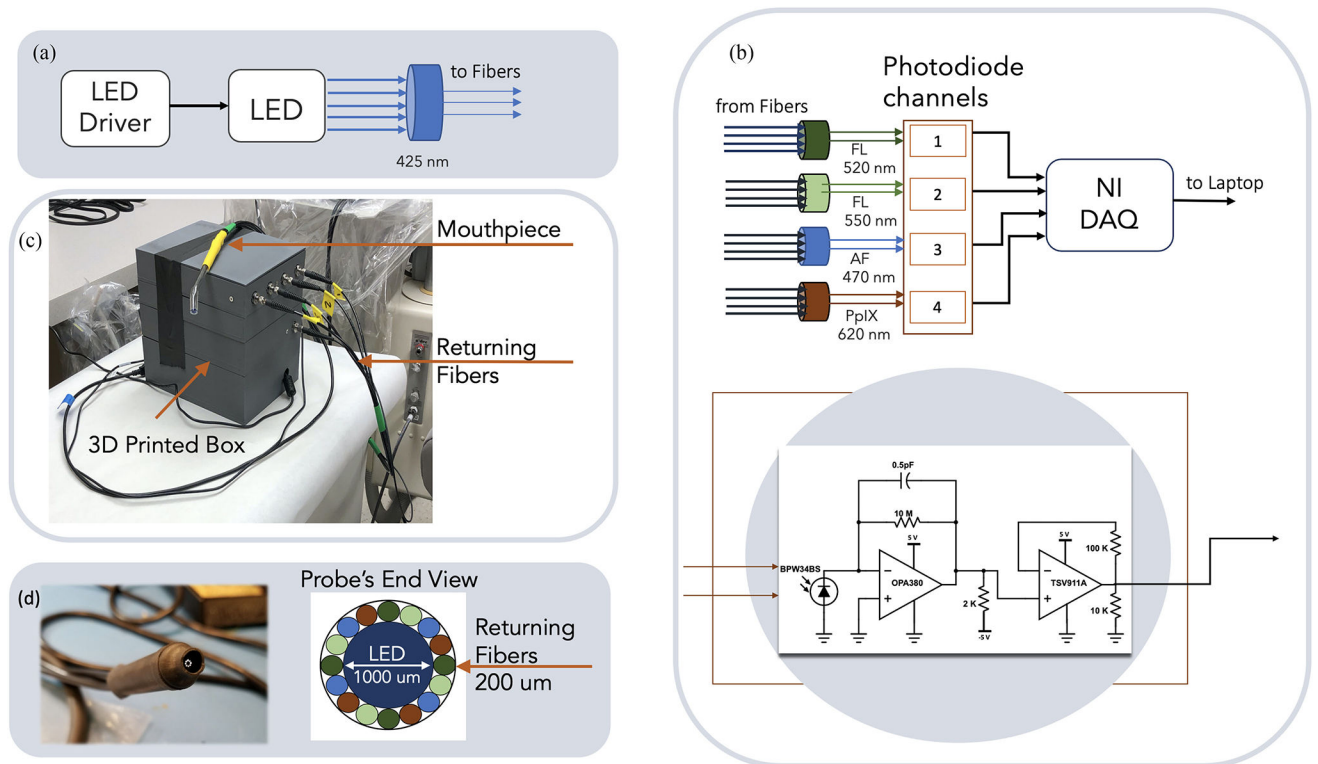 (a)
LED
Driver
LED
to Fibers
425 nm
(b)
Photodiode
channels
from Fibers
FL
520 nm
FL
550 nm
AF
470 nm
PpIX
620 nm
1
2
3
4
NI
DAQ
to Laptop
(c)
Mouthpiece
Returning
Fibers
3D Printed Box
2
0.5pF
10 M
5 V
BPW34BS
OPA380
2 K
-5 V
5 V
TSV911A
100 K
10K
(d)
Probe's End View
LED
1000 um
Returning
Fibers
200 um